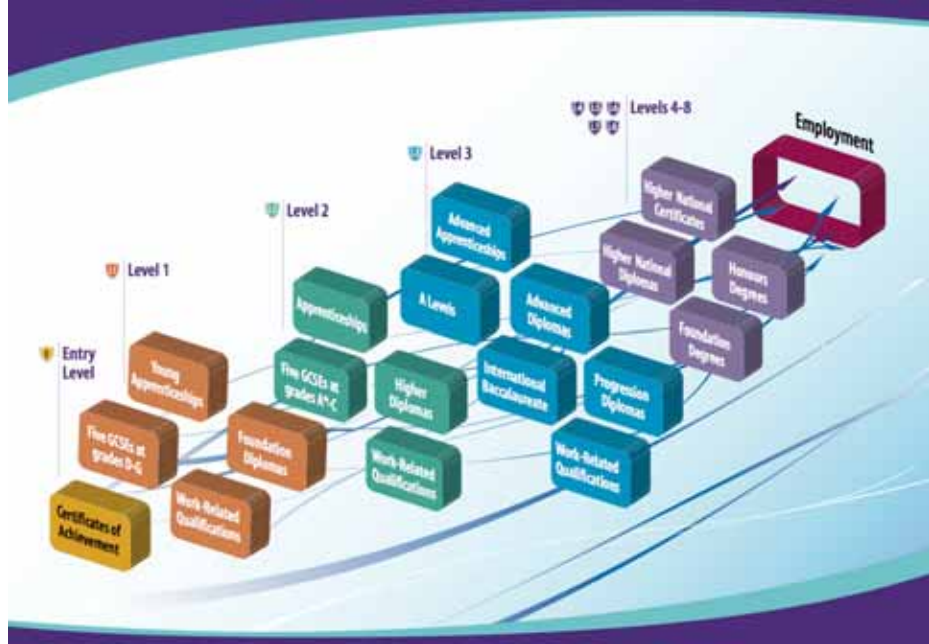 Employment
Levels 4-8
Higher National
Certificates
Level 3
Advanced
Apprenticeships
Higher National
Diplomas
Honours
Degrees
Level 2
Apprenticeships
A Levels
Advanced
Diplomas
Foundation
Degrees
Level 1
Young
Apprenticeships
Five GCSEs at
grades A*-C
Higher
Diplomas
International
Baccalaureate
Progression
Diplomas
Entry
Level
Five GCSEs at
grades D-G
Foundation
Diplomas
Work-Related
Qualifications
Work-Related
Qualifications
Certificates of
Achievement
Work-Related
Qualifications